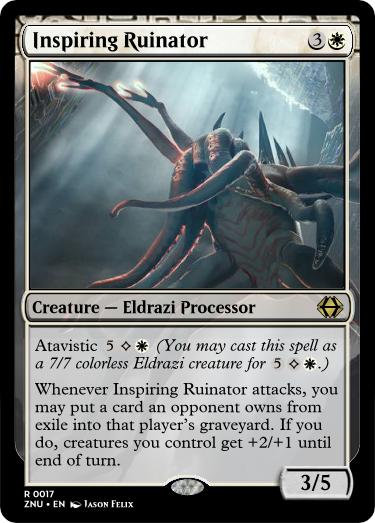 Inspiring Ruinator 3
Creature — Eldrazi Processor
Atavistic 5 (You may cast this spell as
a 7/7 colorless Eldrazi creature for 5 .)
Whenever Inspiring Ruinator attacks, you
may put a card an opponent owns from
exile into that player's graveyard. If you
do, creatures you control get +2/+1 until
end of turn.
3/5
R 0017
ZNU • EN Jason Felix